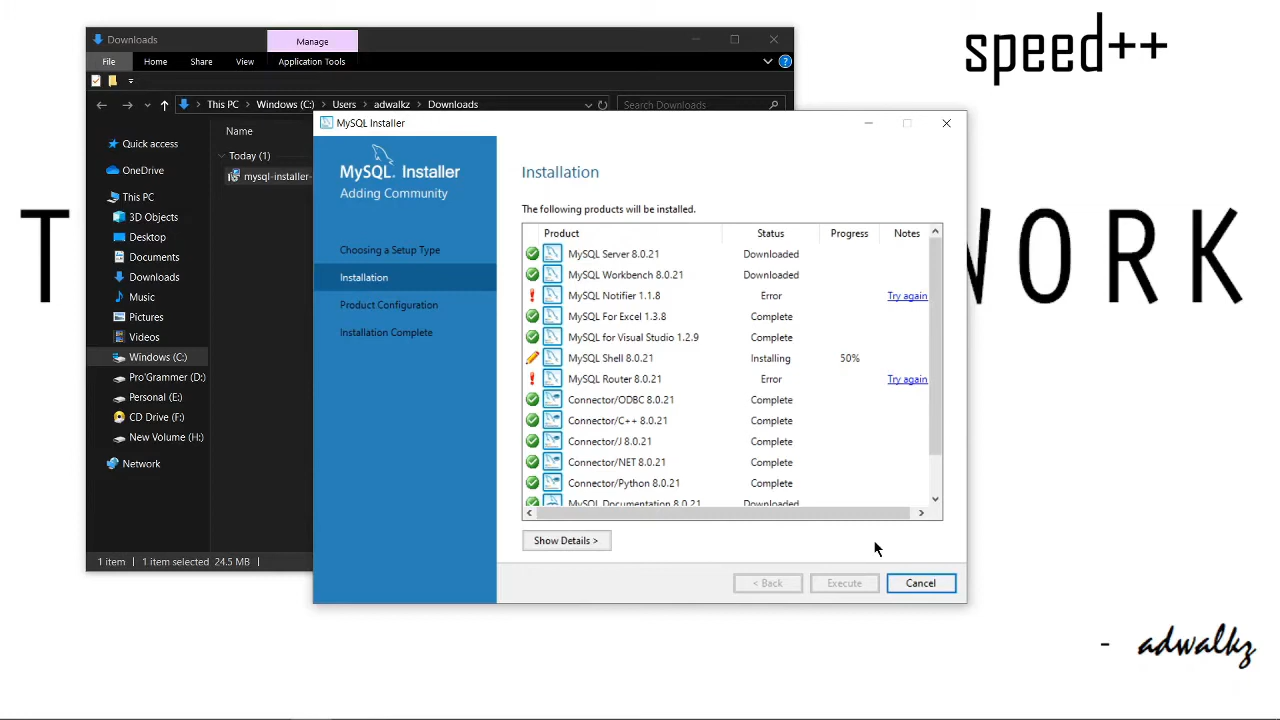 speed++
Downloads
Manage
File Home Share View Application Tools
This PC > Windows (C:) > Users > adwalkz > Downloads
Search Downloads
Quick access
OneDrive
This PC
3D Objects
Desktop
Documents
Downloads
Music
Pictures
Videos
Windows (C:)
Pro'Grammer (D:)
Personal (E:)
CD Drive (F:)
New Volume (H:)
Network
Name
Today (1)
mysql-installer-
1 item 1 item selected 24.5 MB
MySQL Installer
MySQL. Installer
Adding Community
Choosing a Setup Type
Installation
Product Configuration
Installation Complete
Installation
The following products will be installed.
Product Status Progress Notes
MySQL Server 8.0.21 Downloaded
MySQL Workbench 8.0.21 Downloaded
MySQL Notifier 1.1.8 Error Try again
MySQL For Excel 1.3.8 Complete
MySQL for Visual Studio 1.2.9 Complete
MySQL Shell 8.0.21 Installing 50%
MySQL Router 8.0.21 Error Try again
Connector/ODBC 8.0.21 Complete
Connector/C++ 8.0.21 Complete
Connector/J 8.0.21 Complete
Connector/NET 8.0.21 Complete
Connector/Python 8.0.21 Complete
MySQL Documentation 8.0.21 Downloaded
Show Details >
< Back Execute Cancel
T WORK
- adwalkz